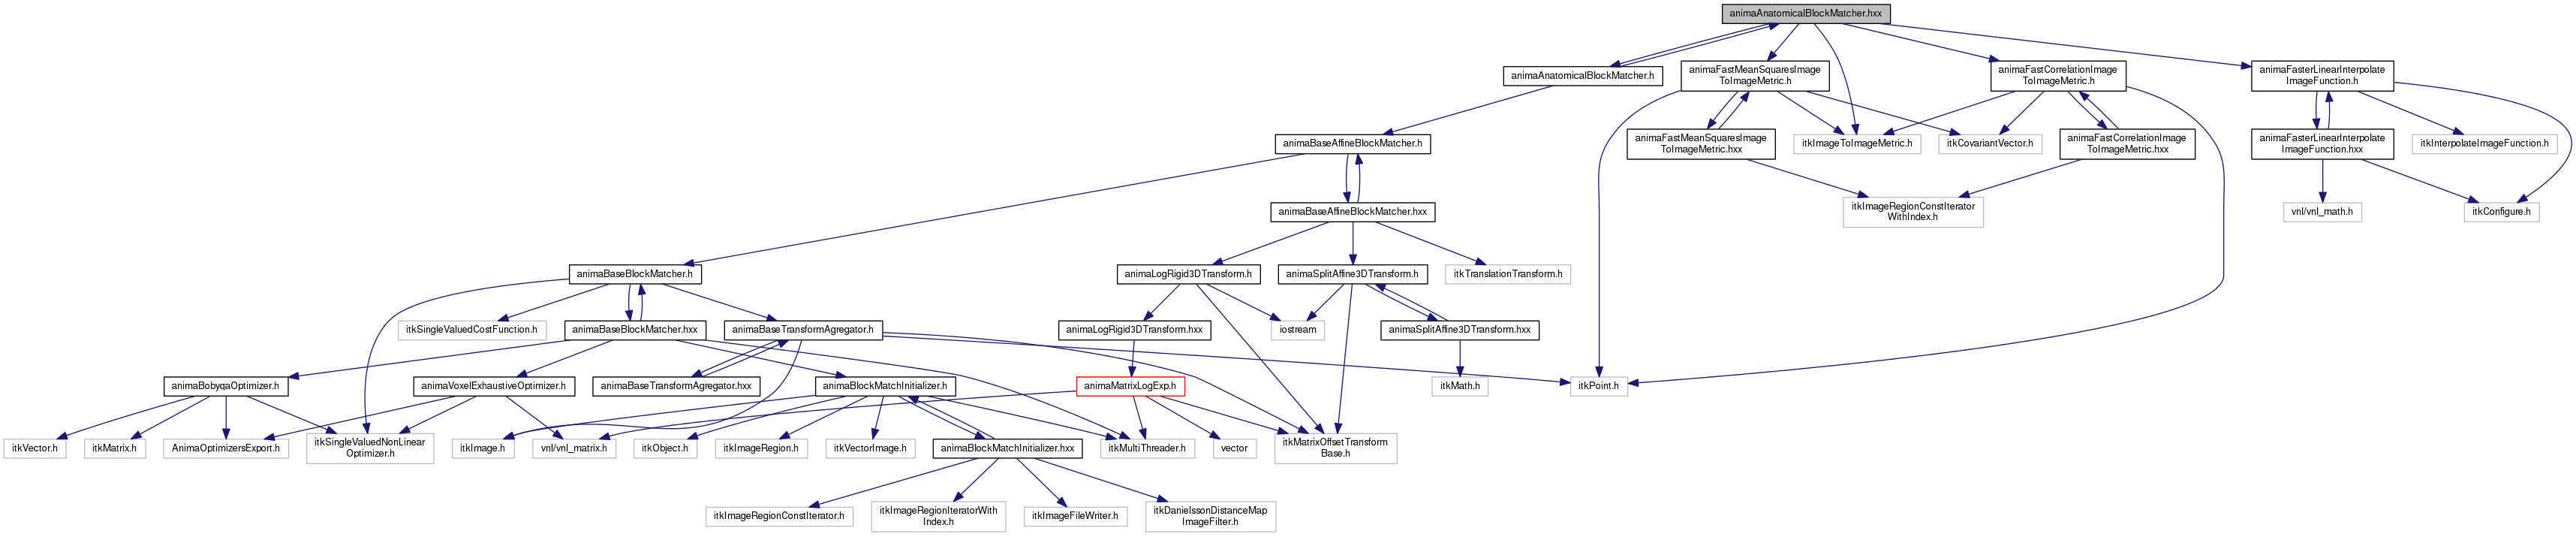 animaAnatomicalBlockMatcher.hxx
animaAnatomicalBlockMatcher.h
animaFastMeanSquaresImage
ToImageMetric.h
animaFastCorrelationImage
ToImageMetric.h
animaFasterLinearInterpolate
ImageFunction.h
animaBaseAffineBlockMatcher.h
animaFastMeanSquaresImage
ToImageMetric.hxx
itkImageToImageMetric.h
itkCovariantVector.h
animaFastCorrelationImage
ToImageMetric.hxx
animaFasterLinearInterpolate
ImageFunction.hxx
itkInterpolateImageFunction.h
animaBaseAffineBlockMatcher.hxx
itkImageRegionConstIterator
WithIndex.h
vnl/vnl_math.h
itkConfigure.h
animaBaseBlockMatcher.h
animaLogRigid3DTransform.h
animaSplitAffine3DTransform.h
itkTranslationTransform.h
itkSingleValuedCostFunction.h
animaBaseBlockMatcher.hxx
animaBaseTransformAgregator.h
animaLogRigid3DTransform.hxx
iostream
animaSplitAffine3DTransform.hxx
animaBobyqaOptimizer.h
animaVoxelExhaustiveOptimizer.h
animaBaseTransformAgregator.hxx
animaBlockMatchInitializer.h
animaMatrixLogExp.h
itkMath.h
itkPoint.h
itkVector.h
itkMatrix.h
AnimaOptimizersExport.h
itkSingleValuedNonLinear
Optimizer.h
itkImage.h
vnl/vnl_matrix.h
itkObject.h
itkImageRegion.h
itkVectorImage.h
animaBlockMatchInitializer.hxx
itkMultiThreader.h
vector
itkMatrixOffsetTransform
Base.h
itkImageRegionConstIterator.h
itkImageRegionIteratorWith
Index.h
itkImageFileWriter.h
itkDanielssonDistanceMap
ImageFilter.h